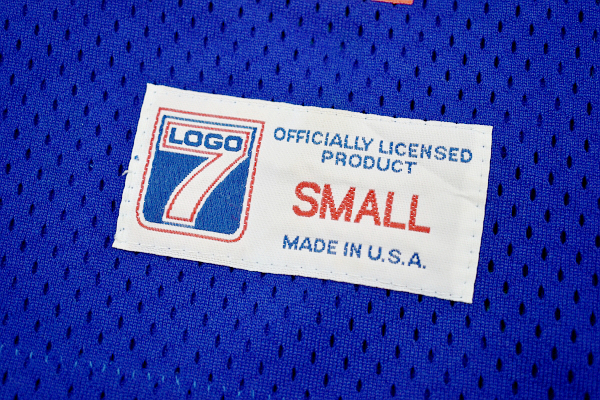 LOGO
7
OFFICIALLY LICENSED
PRODUCT
SMALL
MADE IN U.S.A.